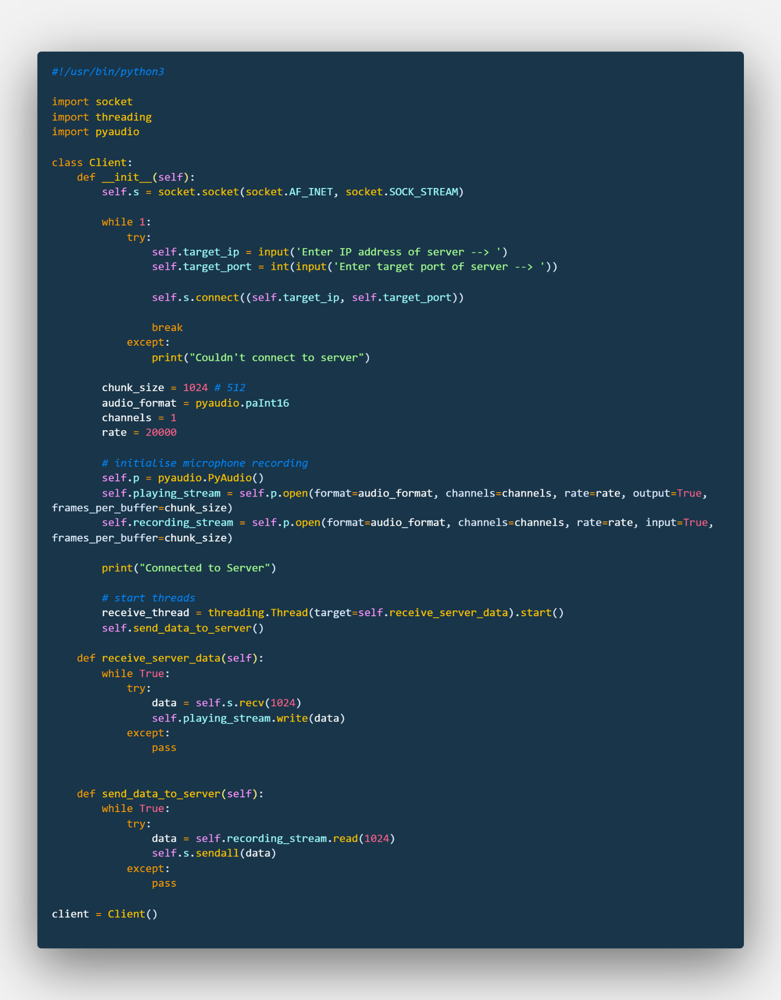 #!/usr/bin/python3

import socket
import threading
import pyaudio

class Client:
    def __init__(self):
        self.s = socket.socket(socket.AF_INET, socket.SOCK_STREAM)

        while 1:
            try:
                self.target_ip = input('Enter IP address of server --> ')
                self.target_port = int(input('Enter target port of server --> '))

                self.s.connect((self.target_ip, self.target_port))

                break
            except:
                print("Couldn't connect to server")

        chunk_size = 1024 # 512
        audio_format = pyaudio.paInt16
        channels = 1
        rate = 20000

        # initialise microphone recording
        self.p = pyaudio.PyAudio()
        self.playing_stream = self.p.open(format=audio_format, channels=channels, rate=rate, output=True,
frames_per_buffer=chunk_size)
        self.recording_stream = self.p.open(format=audio_format, channels=channels, rate=rate, input=True,
frames_per_buffer=chunk_size)

        print("Connected to Server")

        # start threads
        receive_thread = threading.Thread(target=self.receive_server_data).start()
        self.send_data_to_server()

    def receive_server_data(self):
        while True:
            try:
                data = self.s.recv(1024)
                self.playing_stream.write(data)
            except:
                pass


    def send_data_to_server(self):
        while True:
            try:
                data = self.recording_stream.read(1024)
                self.s.sendall(data)
            except:
                pass

client = Client()